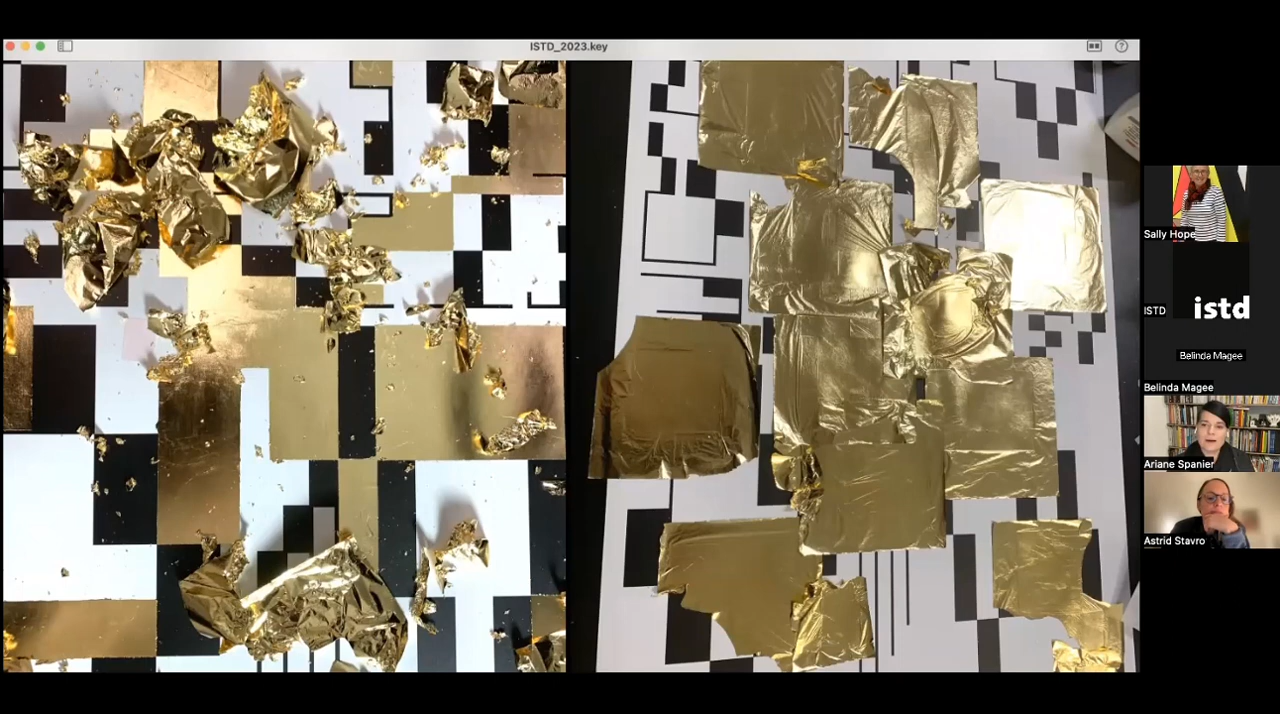 ISTD_2023.key
Sally Hope
istd
ISTD
Belinda Magee
Belinda Magee
Ariane Spanier
Astrid Stavro